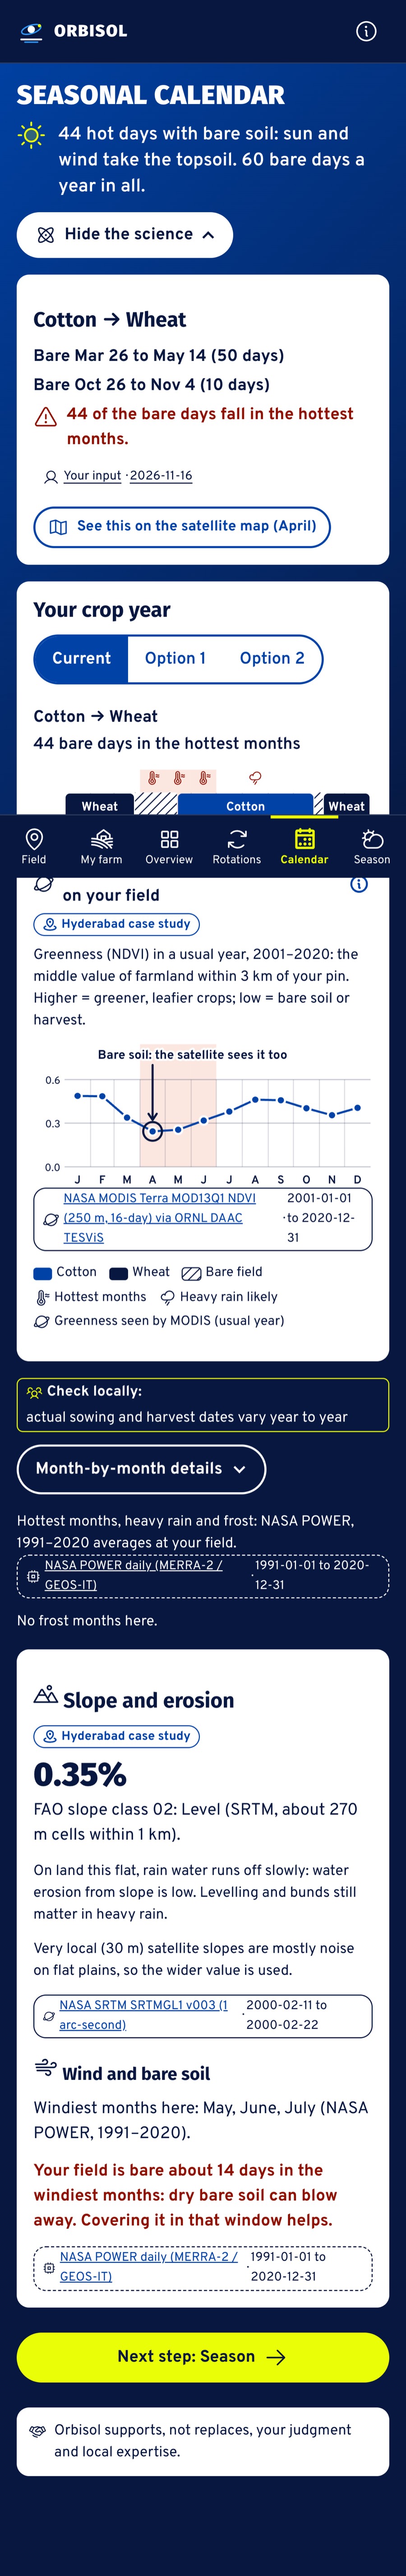 ORBISOL
SEASONAL CALENDAR
44 hot days with bare soil: sun and
wind take the topsoil. 60 bare days a
year in all.
Hide the science
Cotton → Wheat
Bare Mar 26 to May 14 (50 days)
Bare Oct 26 to Nov 4 (10 days)
44 of the bare days fall in the hottest
months.
Your input · 2026-11-16
See this on the satellite map (April)
Your crop year
Current Option 1 Option 2
Cotton → Wheat
44 bare days in the hottest months
Wheat Cotton Wheat
Field My farm Overview Rotations Calendar Season
on your field
Hyderabad case study
Greenness (NDVI) in a usual year, 2001–2020: the
middle value of farmland within 3 km of your pin.
Higher = greener, leafier crops; low = bare soil or
harvest.
Bare soil: the satellite sees it too
0.6
0.3
0.0
J F M A M J J A S O N D
NASA MODIS Terra MOD13Q1 NDVI
(250 m, 16-day) via ORNL DAAC
TESViS
· 2001-01-01
to 2020-12-
31
Cotton Wheat Bare field
Hottest months Heavy rain likely
Greenness seen by MODIS (usual year)
Check locally:
actual sowing and harvest dates vary year to year
Month-by-month details
Hottest months, heavy rain and frost: NASA POWER,
1991–2020 averages at your field.
NASA POWER daily (MERRA-2 /
GEOS-IT)
· 1991-01-01 to 2020-
12-31
No frost months here.
Slope and erosion
Hyderabad case study
0.35%
FAO slope class 02: Level (SRTM, about 270
m cells within 1 km).
On land this flat, rain water runs off slowly: water
erosion from slope is low. Levelling and bunds still
matter in heavy rain.
Very local (30 m) satellite slopes are mostly noise
on flat plains, so the wider value is used.
NASA SRTM SRTMGL1 v003 (1
arc-second)
· 2000-02-11 to
2000-02-22
Wind and bare soil
Windiest months here: May, June, July (NASA
POWER, 1991–2020).
Your field is bare about 14 days in the
windiest months: dry bare soil can blow
away. Covering it in that window helps.
NASA POWER daily (MERRA-2 /
GEOS-IT)
· 1991-01-01 to
2020-12-31
Next step: Season →
Orbisol supports, not replaces, your judgment
and local expertise.